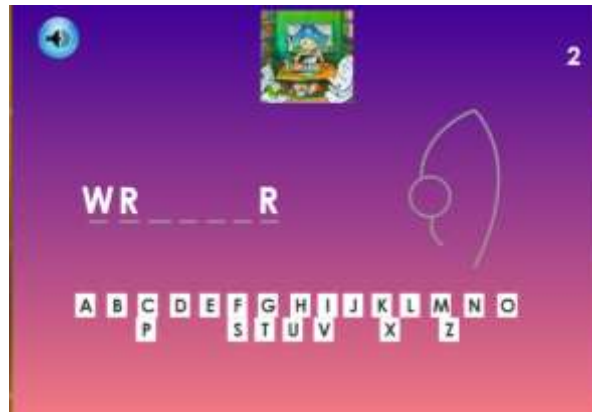 2
WR _ _ _ _ R
A B C D E F G H I J K L M N O
P S T U V X Z